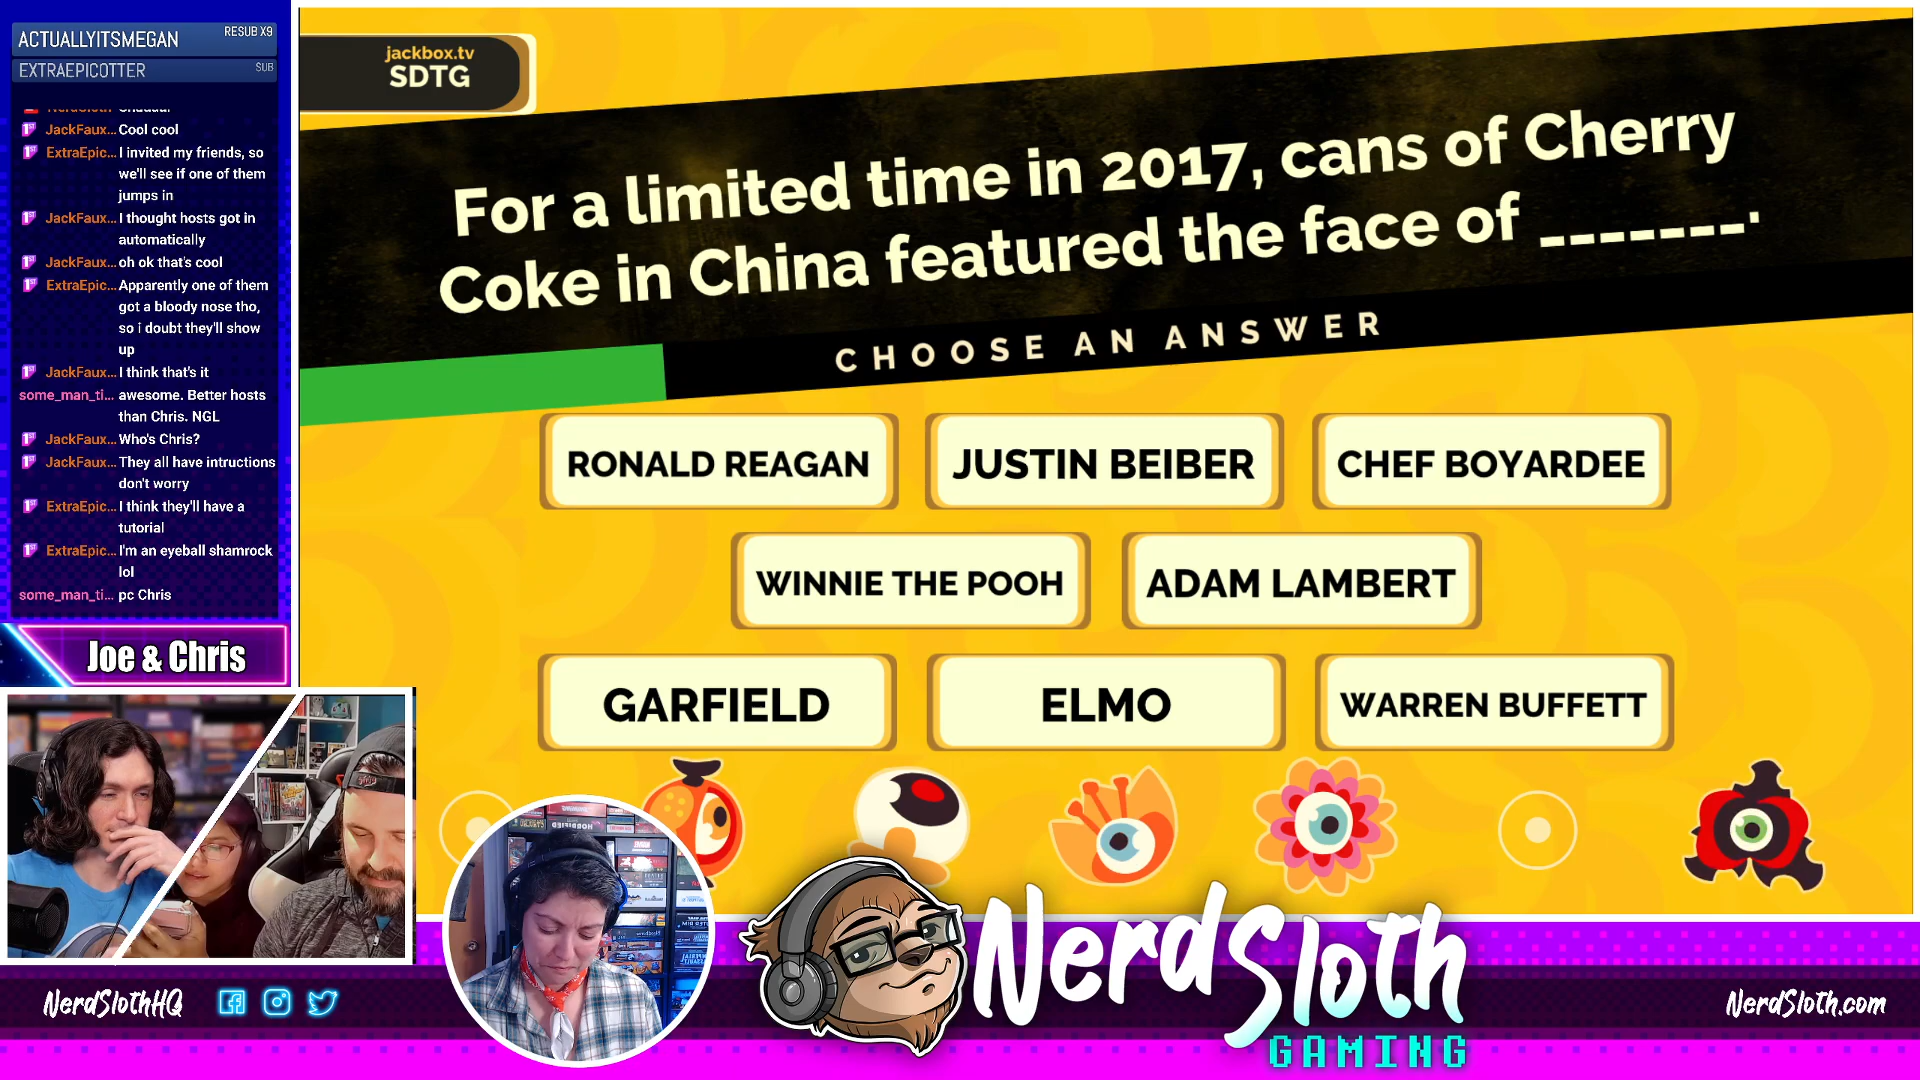 ACTUALLYITSMEGAN RESUB X9
EXTRAEPICOTTER SUB
JackFaux... Cool cool
ExtraEpic... I invited my friends, so
we'll see if one of them
jumps in
JackFaux... I thought hosts got in
automatically
JackFaux... oh ok that's cool
ExtraEpic... Apparently one of them
got a bloody nose tho,
so i doubt they'll show
up
JackFaux... I think that's it
some_man_ti... awesome. Better hosts
than Chris. NGL
JackFaux... Who's Chris?
JackFaux... They all have intructions
don't worry
ExtraEpic... I think they'll have a
tutorial
ExtraEpic... I'm an eyeball shamrock
lol
some_man_ti... pc Chris
Joe & Chris
jackbox.tv
SDTG
For a limited time in 2017, cans of Cherry
Coke in China featured the face of _______.
CHOOSE AN ANSWER
RONALD REAGAN JUSTIN BEIBER CHEF BOYARDEE
WINNIE THE POOH ADAM LAMBERT
GARFIELD ELMO WARREN BUFFETT
NerdSlothHQ
NerdSloth
GAMING
NerdSloth.com